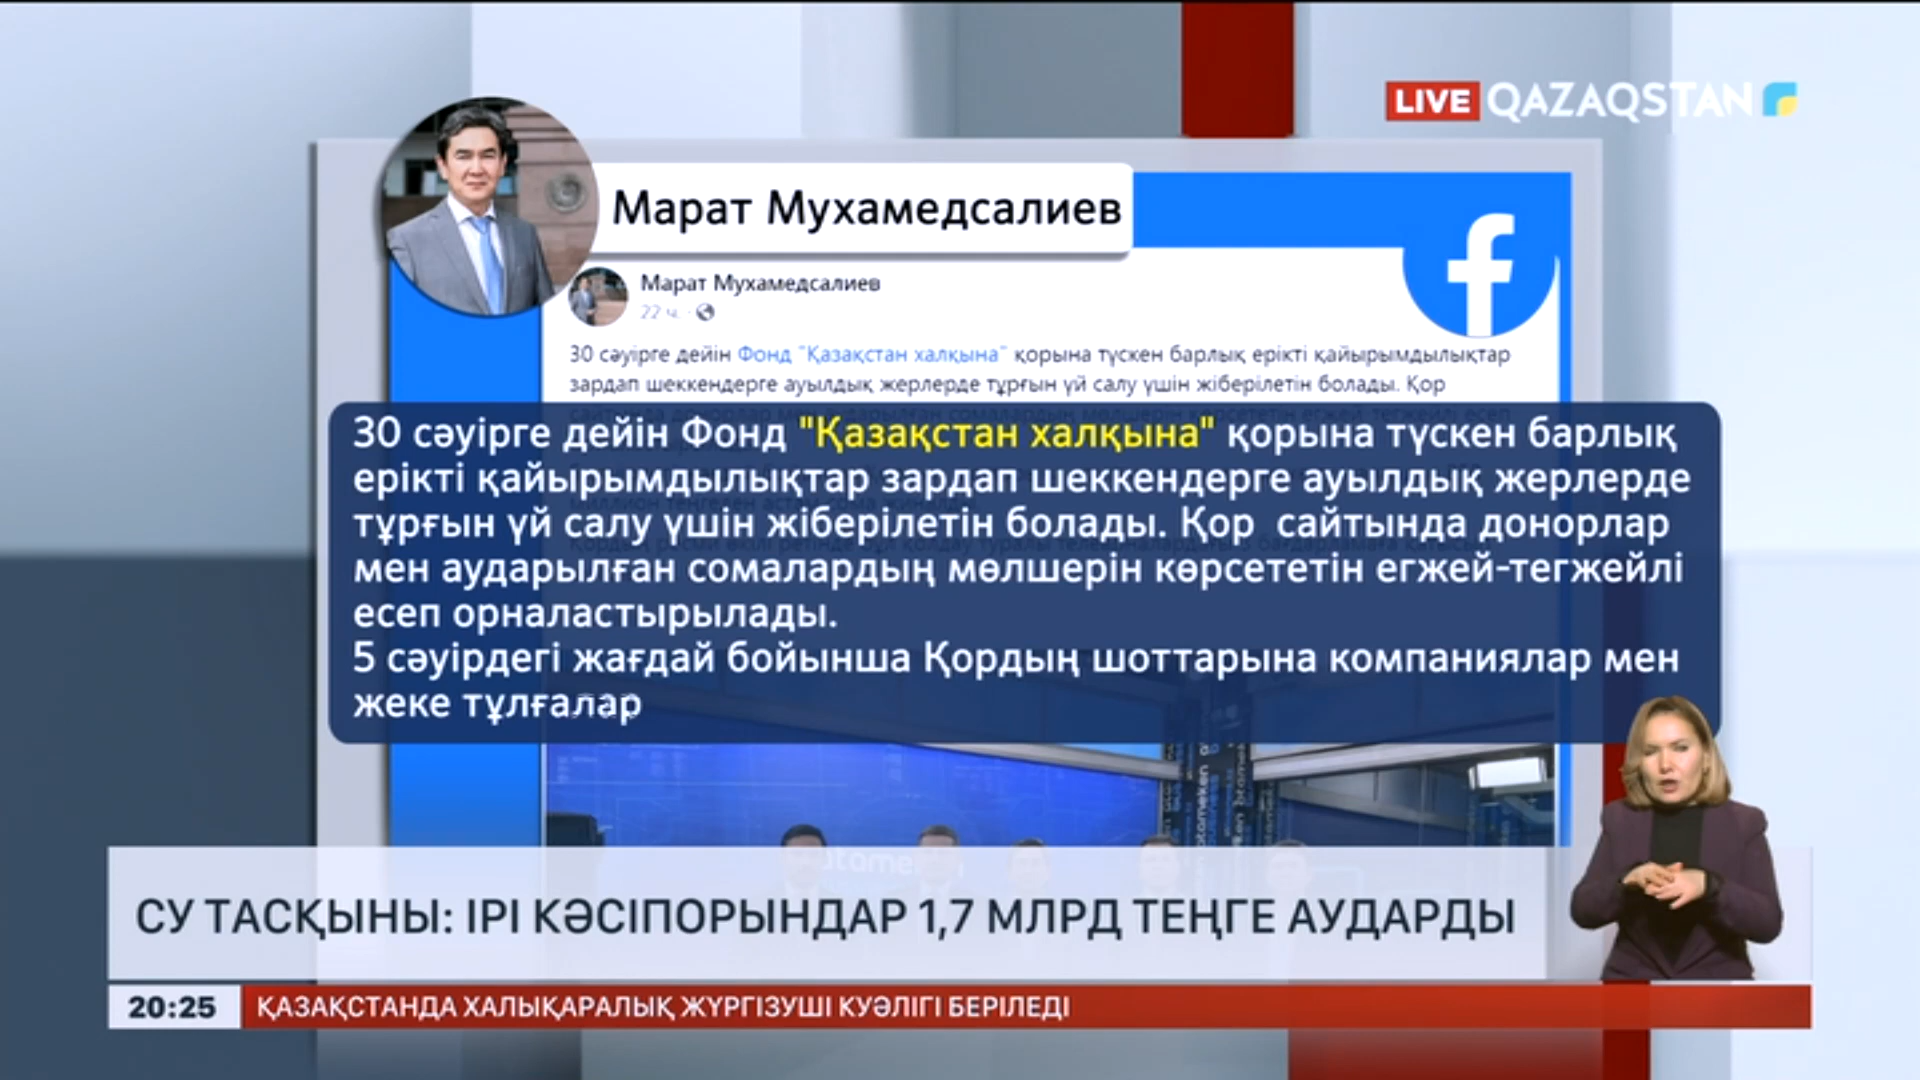 LIVE QAZAQSTAN
Марат Мухамедсалиев
Марат Мухамедсалиев
22 ч.
30 сәуірге дейін Фонд "Қазақстан халқына" қорына түскен барлық ерікті қайырымдылықтар
зардап шеккендерге ауылдық жерлерде тұрғын үй салу үшін жіберілетін болады. Қор
30 сәуірге дейін Фонд "Қазақстан халқына" қорына түскен барлық
ерікті қайырымдылықтар зардап шеккендерге ауылдық жерлерде
тұрғын үй салу үшін жіберілетін болады. Қор сайтында донорлар
мен аударылған сомалардың мөлшерін көрсететін егжей-тегжейлі
есеп орналастырылады.
5 сәуірдегі жағдай бойынша Қордың шоттарына компаниялар мен
жеке тұлғалар
СУ ТАСҚЫНЫ: ІРІ КӘСІПОРЫНДАР 1,7 МЛРД ТЕҢГЕ АУДАРДЫ
20:25 ҚАЗАҚСТАНДА ХАЛЫҚАРАЛЫҚ ЖҮРГІЗУШІ КУӘЛІГІ БЕРІЛЕДІ